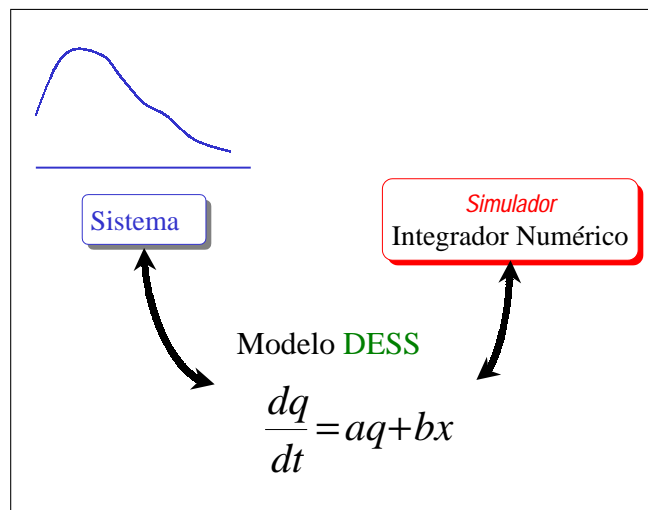 Sistema
Simulador
Integrador Numérico
Modelo DESS
dq/dt = aq+bx